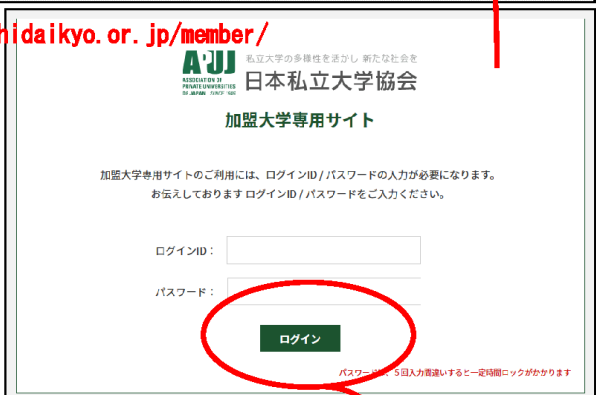 hidaikyo.or.jp/member/
私立大学の多様性を活かし 新たな社会を
APUJ
ASSOCIATION OF
PRIVATE UNIVERSITIES
OF JAPAN
日本私立大学協会
加盟大学専用サイト
加盟大学専用サイトのご利用には、ログインID / パスワードの入力が必要になります。
お伝えしております ログインID / パスワードをご入力ください。
ログインID：
パスワード：
ログイン
パスワード 、5回入力間違いすると一定時間ロックがかかります